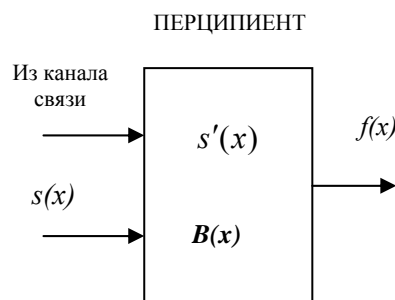 ПЕРЦИПИЕНТ
Из канала
связи
s′(x)
f(x)
s(x)
B(x)